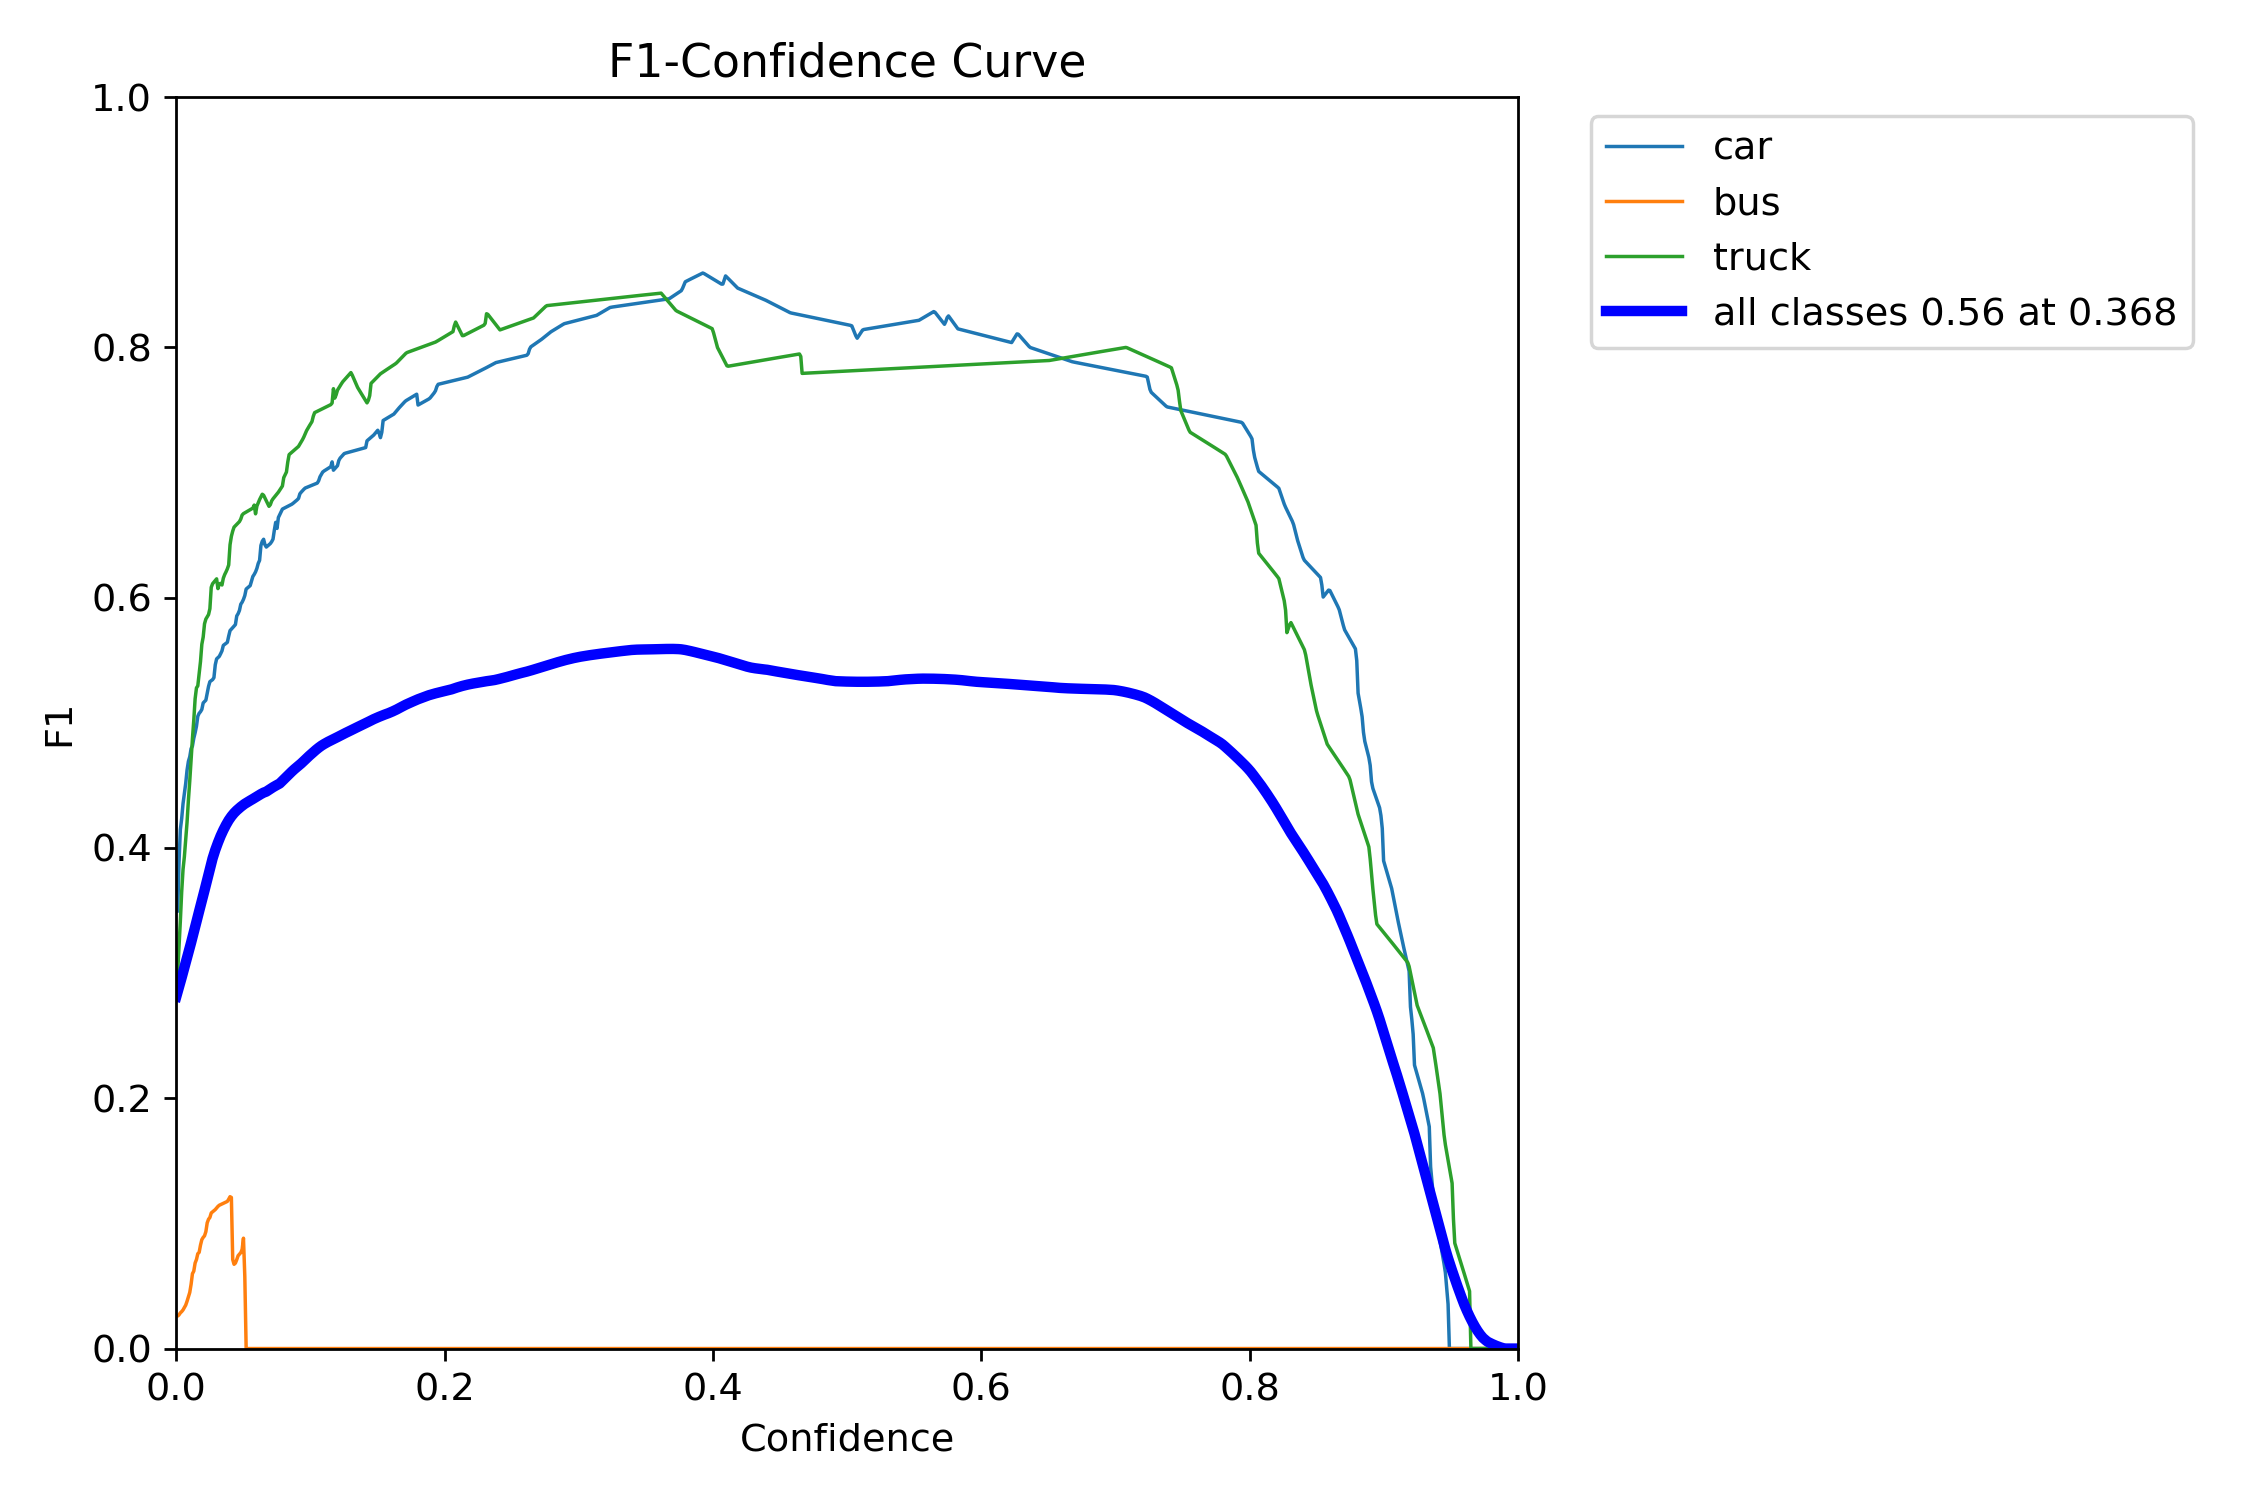 F1-Confidence Curve
1.0
0.8
0.6
0.4
0.2
0.0
F1
0.0 0.2 0.4 0.6 0.8 1.0
Confidence
car
bus
truck
all classes 0.56 at 0.368